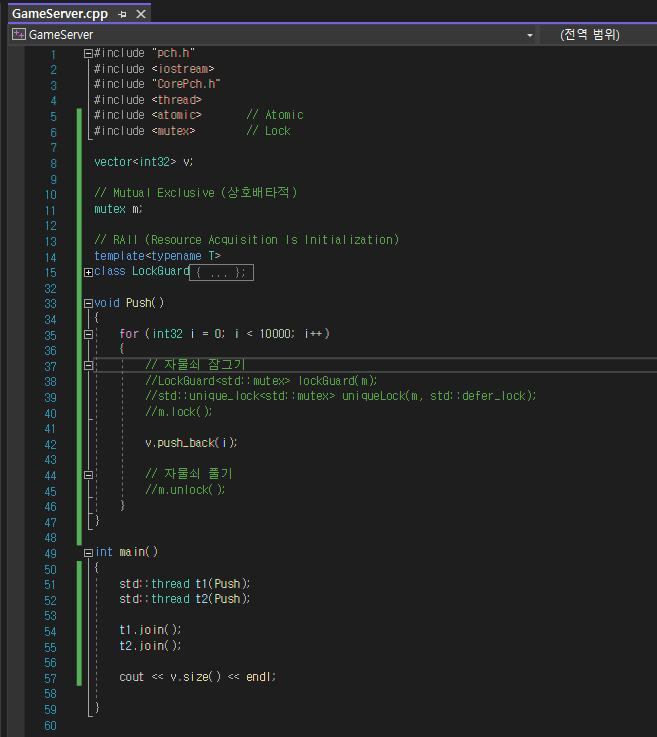 GameServer.cpp
GameServer (전역 범위)
1 #include "pch.h"
2 #include <iostream>
3 #include "CorePch.h"
4 #include <thread>
5 #include <atomic> // Atomic
6 #include <mutex> // Lock
7
8 vector<int32> v;
9
10 // Mutual Exclusive (상호배타적)
11 mutex m;
12
13 // RAII (Resource Acquisition Is Initialization)
14 template<typename T>
15 class LockGuard { ... };
32
33 void Push()
34 {
35 for (int32 i = 0; i < 10000; i++)
36 {
37 // 자물쇠 잠그기
38 //LockGuard<std::mutex> lockGuard(m);
39 //std::unique_lock<std::mutex> uniqueLock(m, std::defer_lock);
40 //m.lock();
41
42 v.push_back(i);
43
44 // 자물쇠 풀기
45 //m.unlock();
46 }
47 }
48
49 int main()
50 {
51 std::thread t1(Push);
52 std::thread t2(Push);
53
54 t1.join();
55 t2.join();
56
57 cout << v.size() << endl;
58
59 }
60